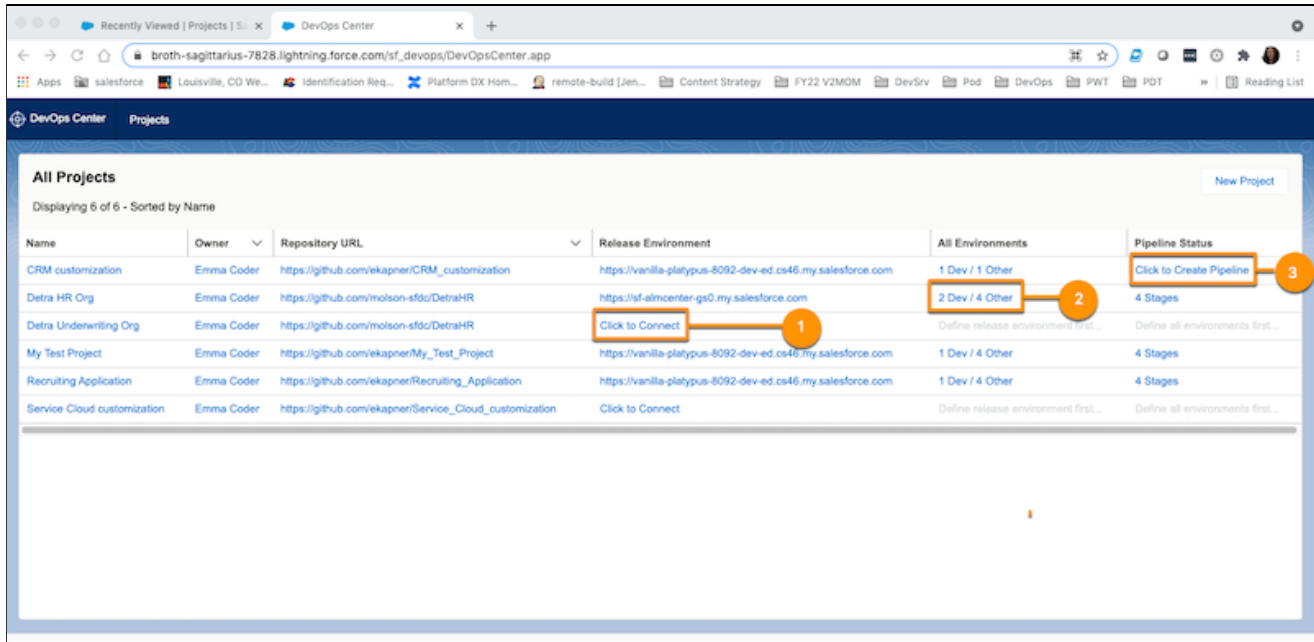 Recently Viewed | Projects | Sa
DevOps Center
broth-sagittarius-7828.lightning.force.com/sf_devops/DevOpsCenter.app
Apps salesforce Louisville, CO We... Identification Req... Platform DX Hom... remote-build [Jen... Content Strategy FY22 V2MOM DevSrv Pod DevOps PWT PDT » Reading List
DevOps Center Projects
All Projects
New Project
Displaying 6 of 6 - Sorted by Name
Name Owner Repository URL Release Environment All Environments Pipeline Status
CRM customization Emma Coder https://github.com/ekapner/CRM_customization https://vanilla-platypus-8092-dev-ed.cs46.my.salesforce.com 1 Dev / 1 Other Click to Create Pipeline 3
Detra HR Org Emma Coder https://github.com/molson-sfdc/DetraHR https://sf-almcenter-gs0.my.salesforce.com 2 Dev / 4 Other 2 4 Stages
Detra Underwriting Org Emma Coder https://github.com/molson-sfdc/DetraHR Click to Connect 1 Define release environment first... Define all environments first...
My Test Project Emma Coder https://github.com/ekapner/My_Test_Project https://vanilla-platypus-8092-dev-ed.cs46.my.salesforce.com 1 Dev / 4 Other 4 Stages
Recruiting Application Emma Coder https://github.com/ekapner/Recruiting_Application https://vanilla-platypus-8092-dev-ed.cs46.my.salesforce.com 1 Dev / 4 Other 4 Stages
Service Cloud customization Emma Coder https://github.com/ekapner/Service_Cloud_customization Click to Connect Define release environment first... Define all environments first...